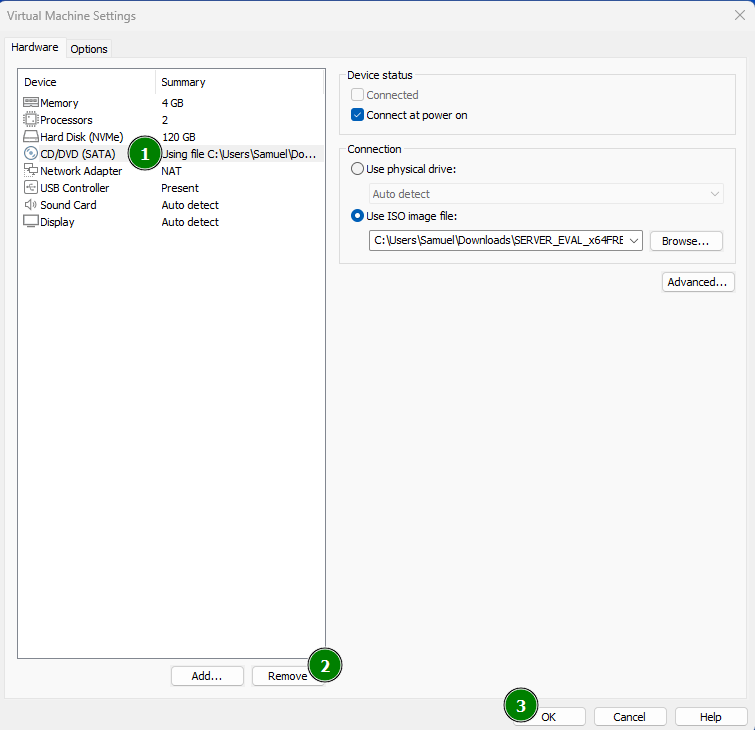 Virtual Machine Settings
Hardware Options
Device Summary
Memory 4 GB
Processors 2
Hard Disk (NVMe) 120 GB
CD/DVD (SATA) 1 Using file C:\Users\Samuel\Do...
Network Adapter NAT
USB Controller Present
Sound Card Auto detect
Display Auto detect
Add... Remove 2
Device status
Connected
Connect at power on
Connection
Use physical drive:
Auto detect
Use ISO image file:
C:\Users\Samuel\Downloads\SERVER_EVAL_x64FRE Browse...
Advanced...
3 OK Cancel Help